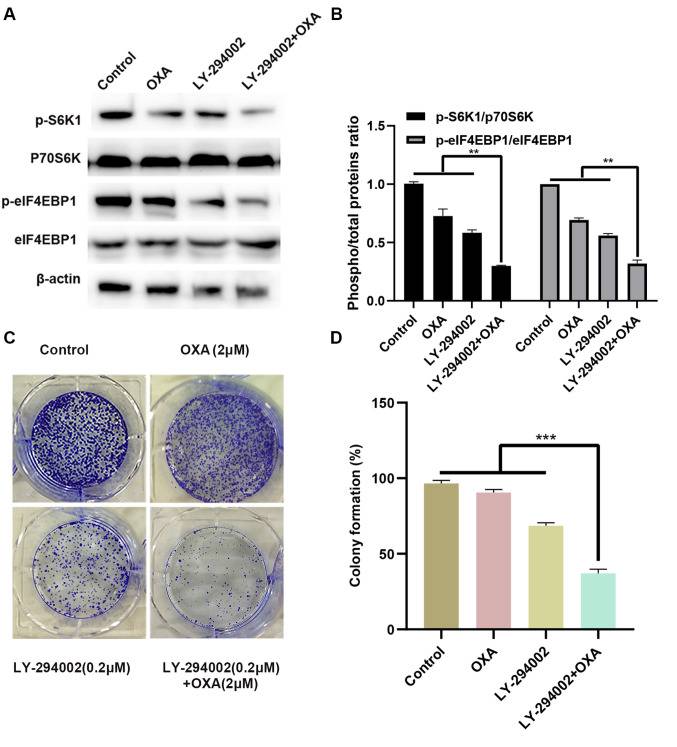 A
Control
OXA
LY-294002
LY-294002+OXA
p-S6K1
P70S6K
p-eIF4EBP1
eIF4EBP1
β-actin
B
p-S6K1/p70S6K
p-eIF4EBP1/eIF4EBP1
**
**
Phospho/total proteins ratio
1.5
1.0
0.5
0.0
Control
OXA
LY-294002
LY-294002+OXA
Control
OXA
LY-294002
LY-294002+OXA
C
Control
OXA (2μM)
LY-294002(0.2μM)
LY-294002(0.2μM)
+OXA(2μM)
D
Colony formation (%)
150
100
50
0
***
Control
OXA
LY-294002
LY-294002+OXA